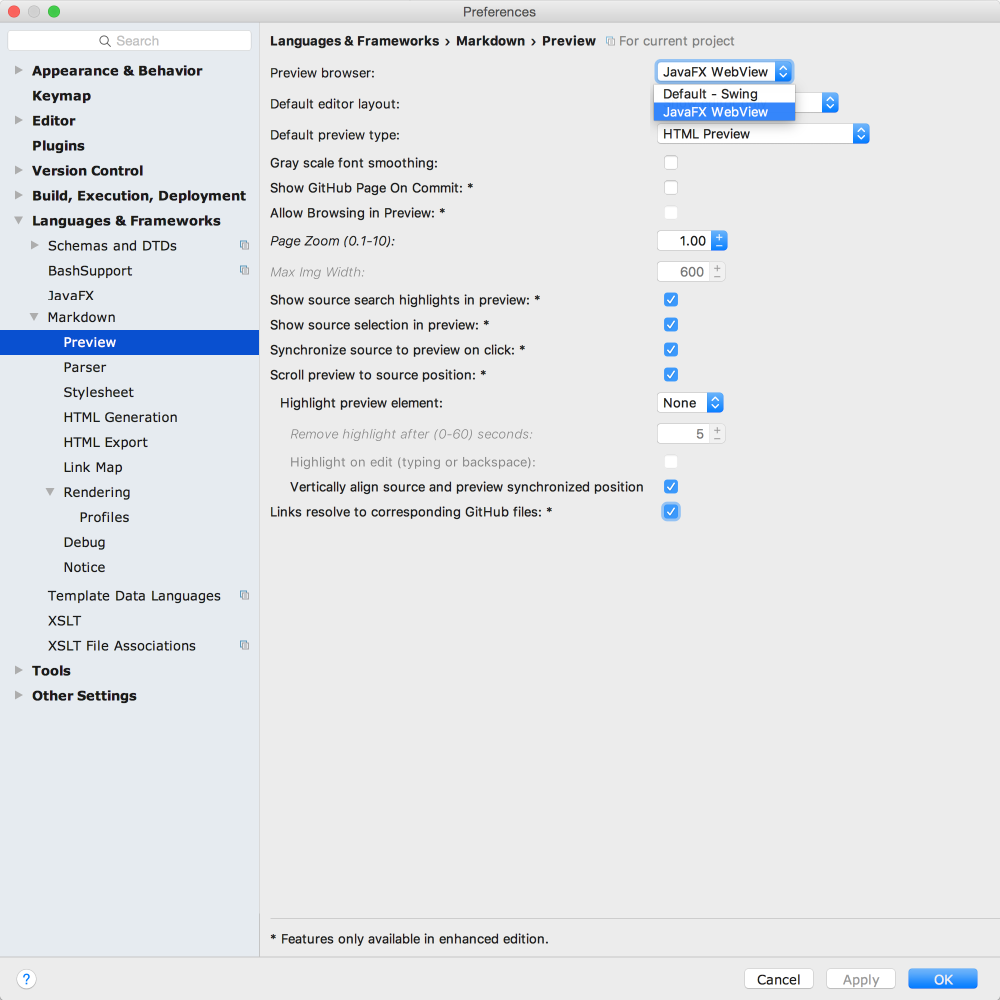 Preferences
Search
Appearance & Behavior
Keymap
Editor
Plugins
Version Control
Build, Execution, Deployment
Languages & Frameworks
Schemas and DTDs
BashSupport
JavaFX
Markdown
Preview
Parser
Stylesheet
HTML Generation
HTML Export
Link Map
Rendering
Profiles
Debug
Notice
Template Data Languages
XSLT
XSLT File Associations
Tools
Other Settings
Languages & Frameworks › Markdown › Preview For current project
Preview browser: JavaFX WebView
Default - Swing
JavaFX WebView
Default editor layout:
Default preview type: HTML Preview
Gray scale font smoothing:
Show GitHub Page On Commit: *
Allow Browsing in Preview: *
Page Zoom (0.1-10): 1.00
Max Img Width: 600
Show source search highlights in preview: *
Show source selection in preview: *
Synchronize source to preview on click: *
Scroll preview to source position: *
Highlight preview element: None
Remove highlight after (0-60) seconds: 5
Highlight on edit (typing or backspace):
Vertically align source and preview synchronized position
Links resolve to corresponding GitHub files: *
* Features only available in enhanced edition.
? Cancel Apply OK